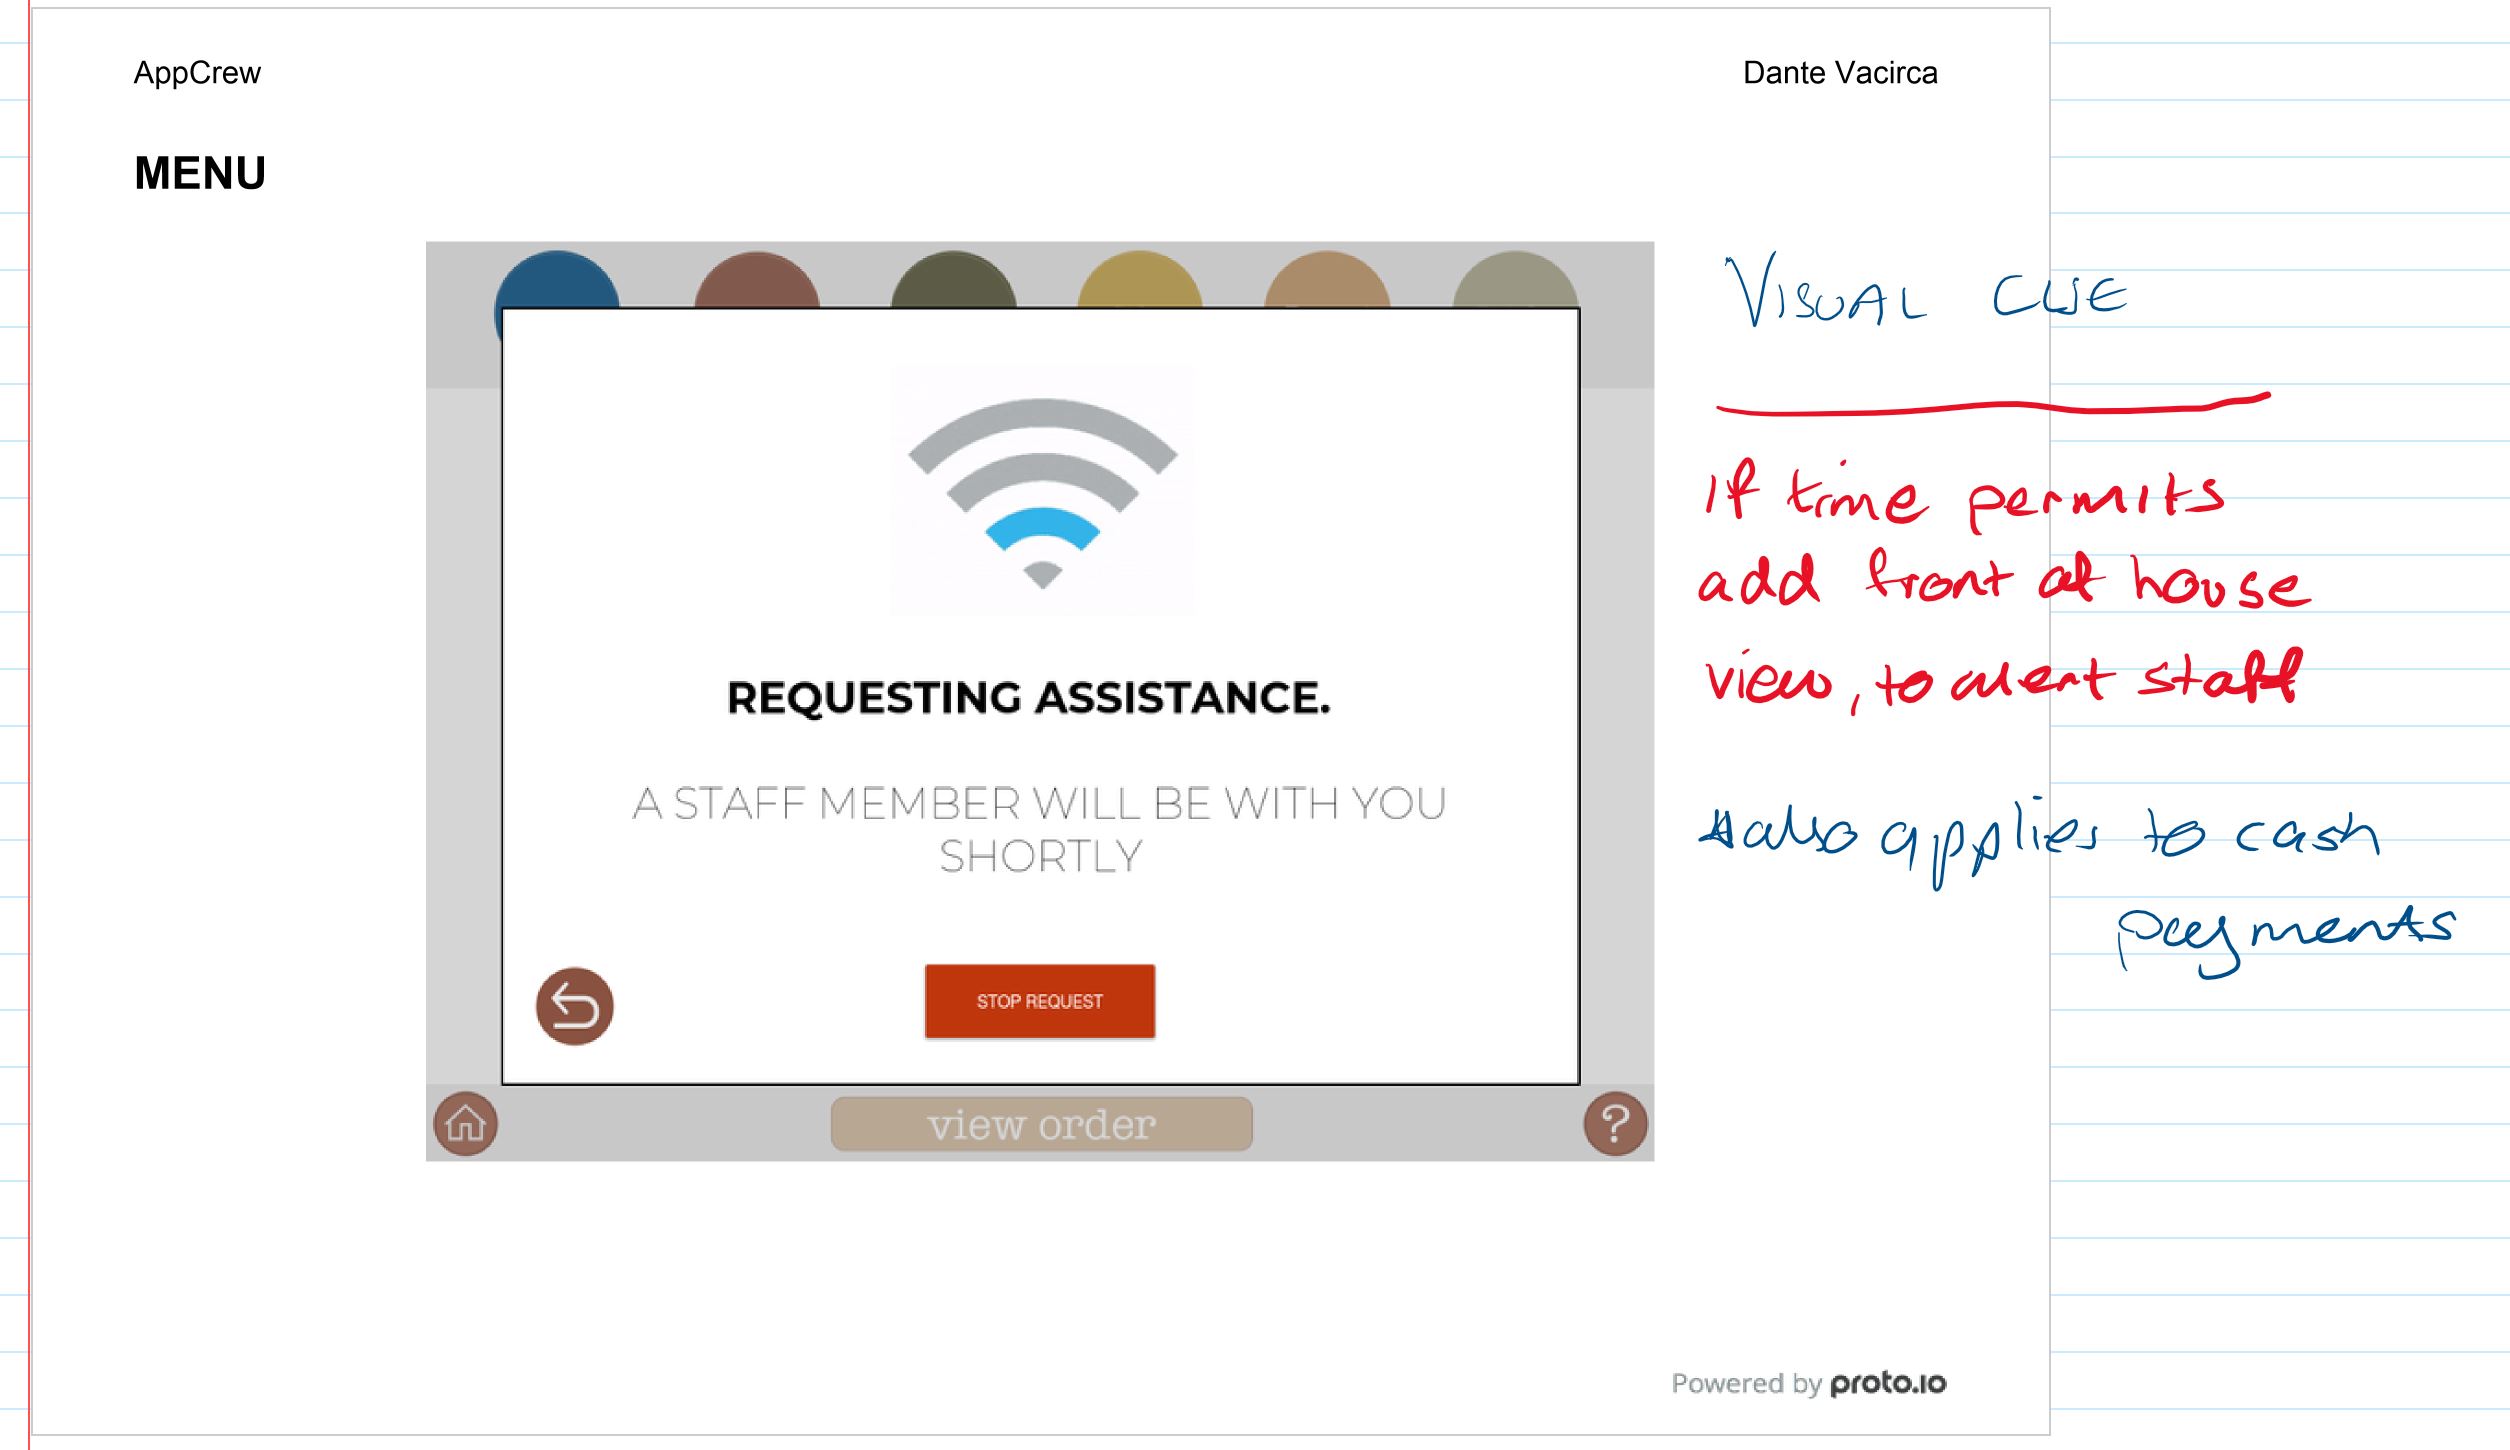 AppCrew
Dante Vacirca
MENU
REQUESTING ASSISTANCE.
A STAFF MEMBER WILL BE WITH YOU
SHORTLY
STOP REQUEST
view order
?
VISUAL CUE
If time permits
add front of house
view, to alert staff
* also applies to cash
payments
Powered by proto.io